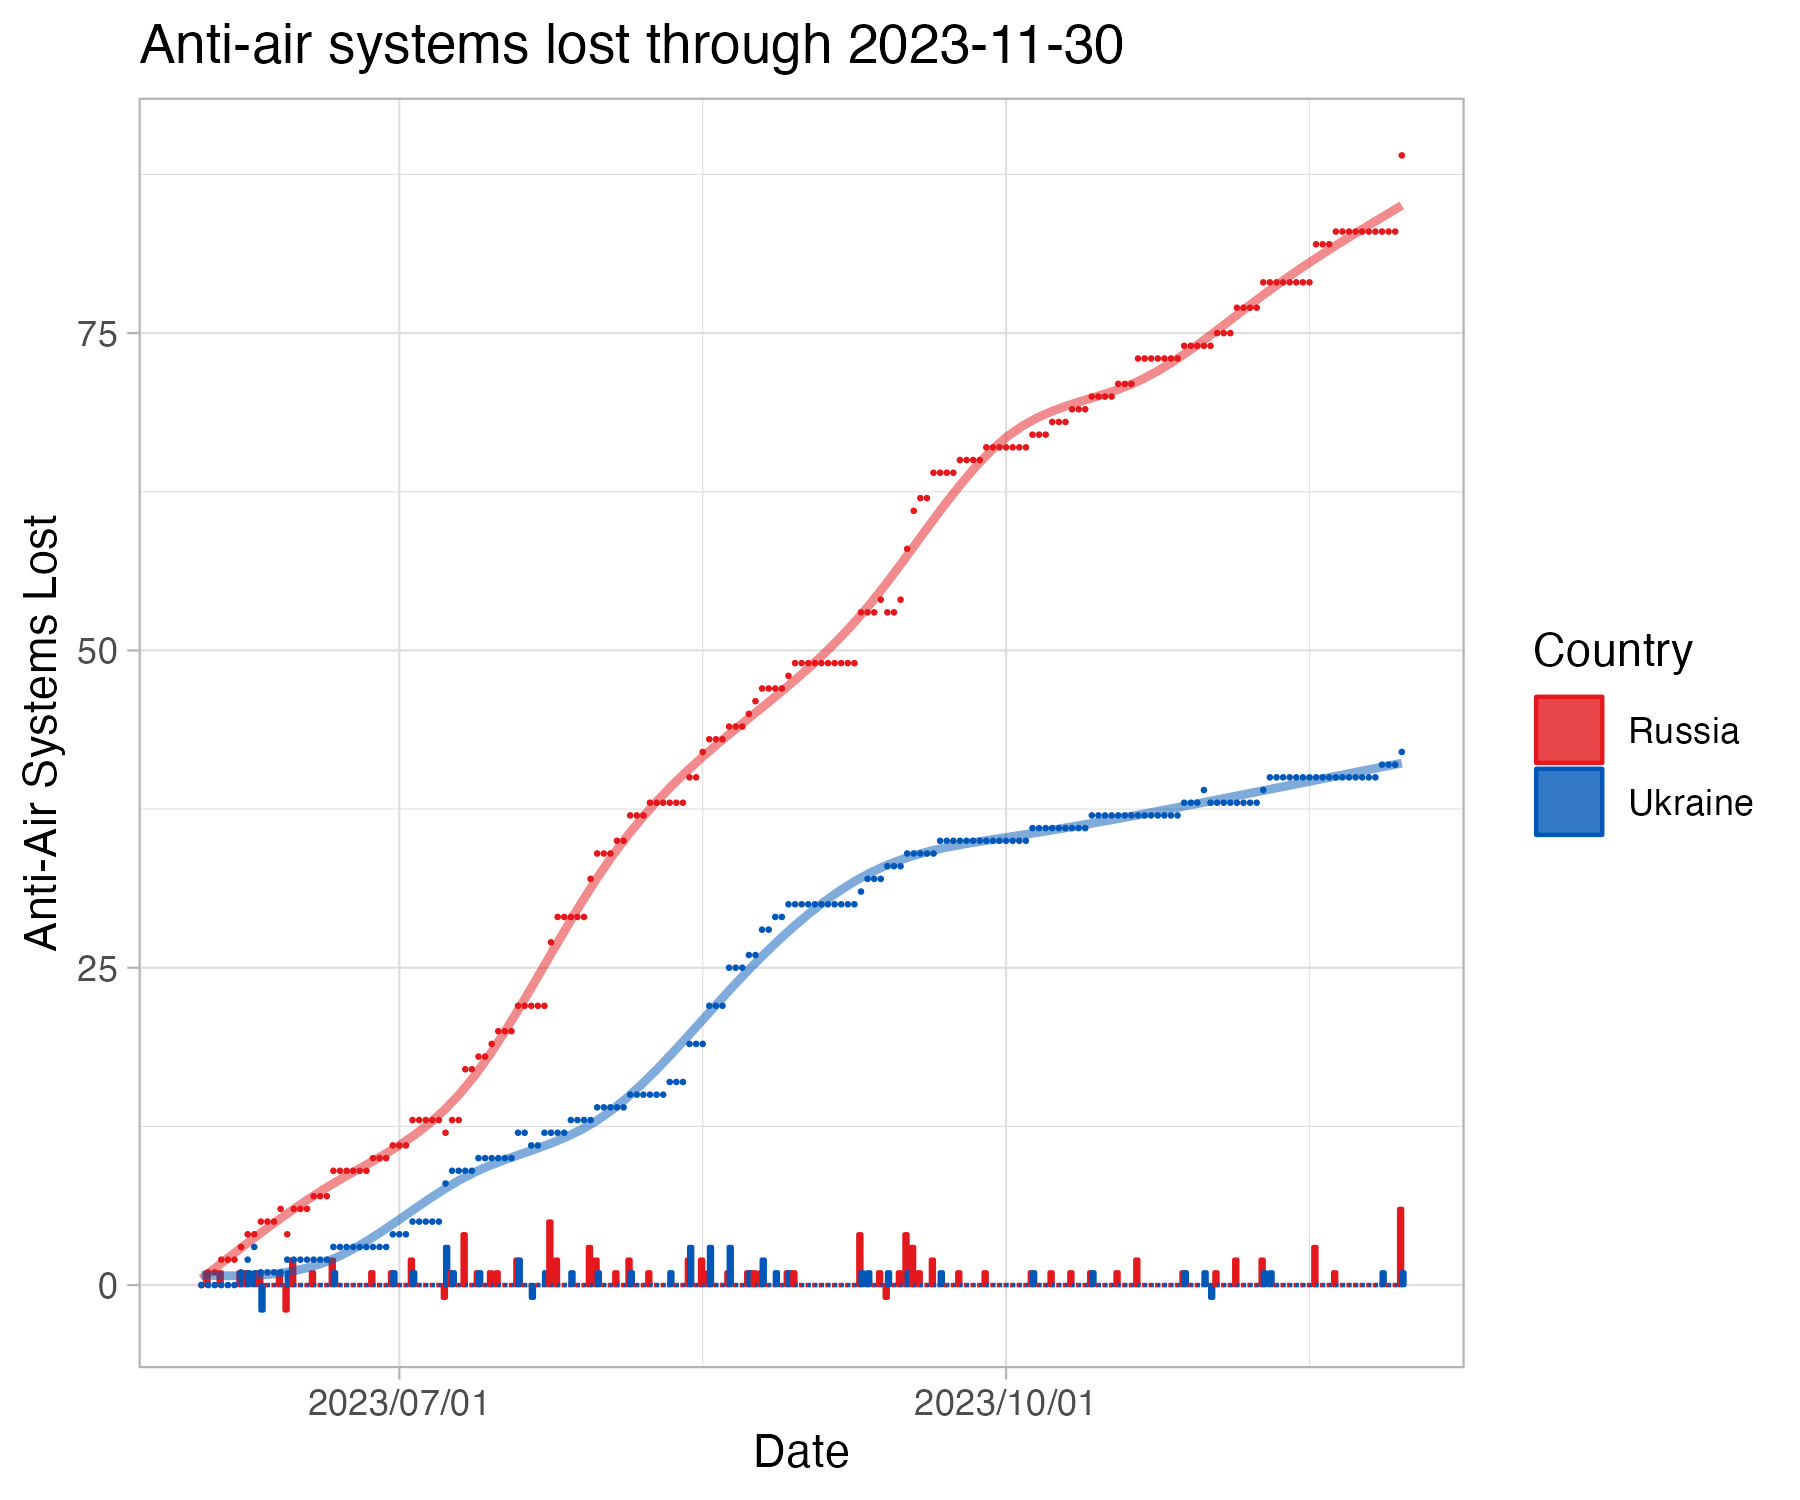 Anti-air systems lost through 2023-11-30
Anti-Air Systems Lost
75
50
25
0
2023/07/01
2023/10/01
Date
Country
Russia
Ukraine